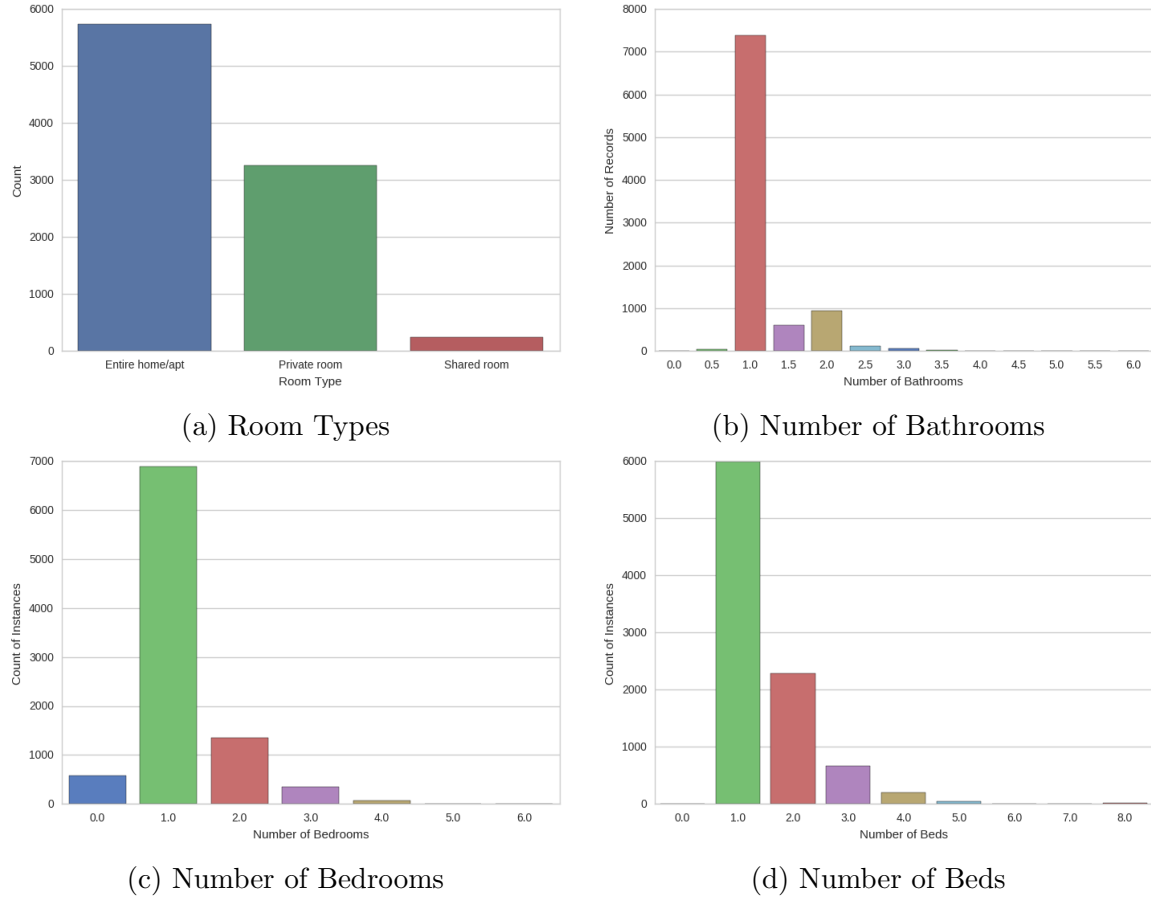 6000
5000
4000
3000
2000
1000
0
Count
Entire home/apt Private room Shared room
Room Type
(a) Room Types
8000
7000
6000
5000
4000
3000
2000
1000
0
Number of Records
0.0 0.5 1.0 1.5 2.0 2.5 3.0 3.5 4.0 4.5 5.0 5.5 6.0
Number of Bathrooms
(b) Number of Bathrooms
7000
6000
5000
4000
3000
2000
1000
0
Count of Instances
0.0 1.0 2.0 3.0 4.0 5.0 6.0
Number of Bedrooms
(c) Number of Bedrooms
6000
5000
4000
3000
2000
1000
0
Count of Instances
0.0 1.0 2.0 3.0 4.0 5.0 6.0 7.0 8.0
Number of Beds
(d) Number of Beds